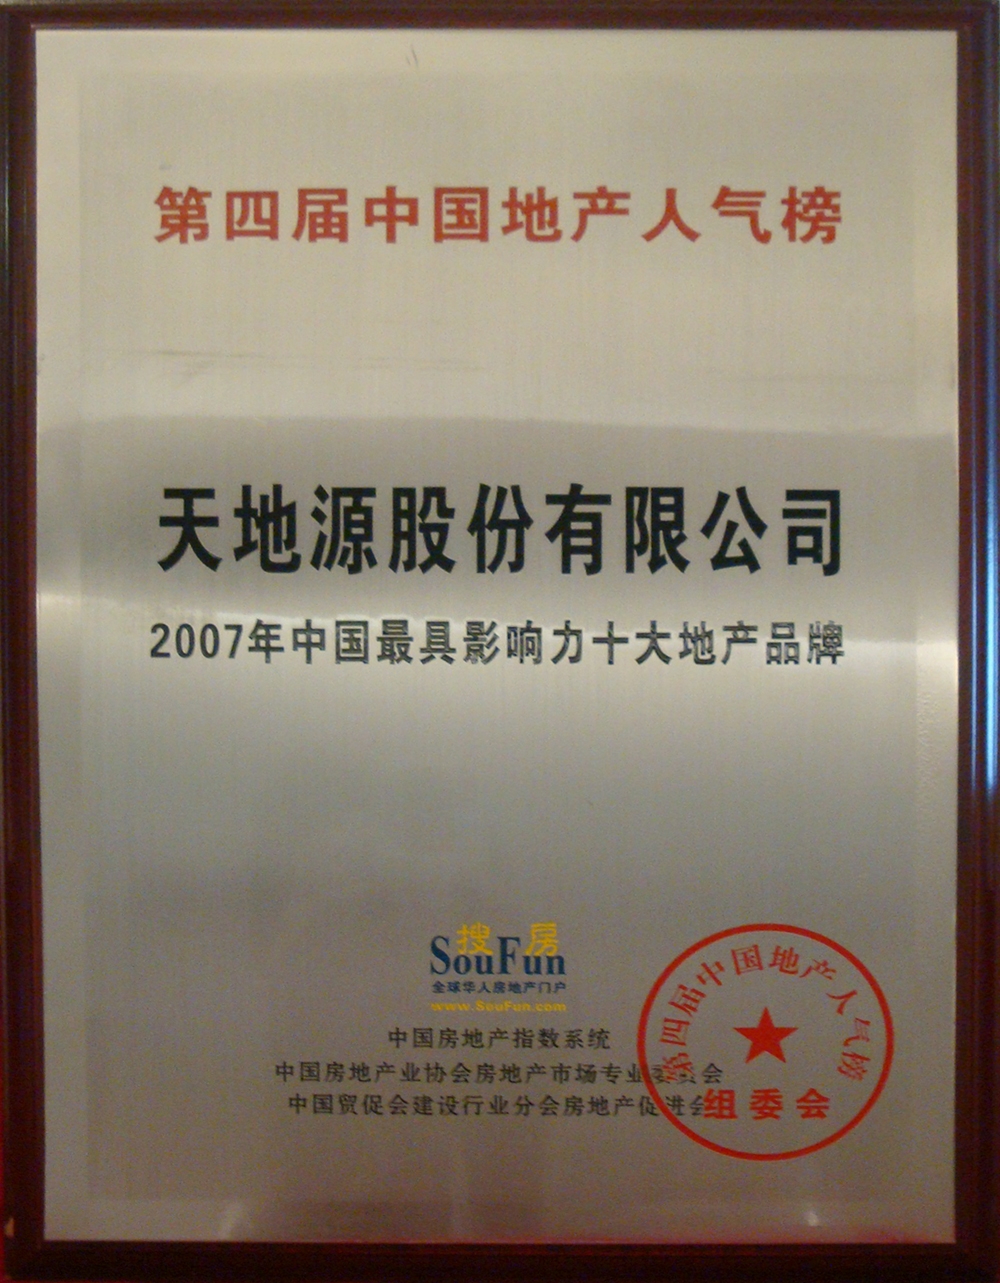 第四届中国地产人气榜
天地源股份有限公司
2007年中国最具影响力十大地产品牌
搜房
SouFun
全球华人房地产门户
www.SouFun.com
中国房地产指数系统
中国房地产业协会房地产市场专业委员会
中国贸促会建设行业分会房地产促进会
第四届中国地产人气榜
组委会